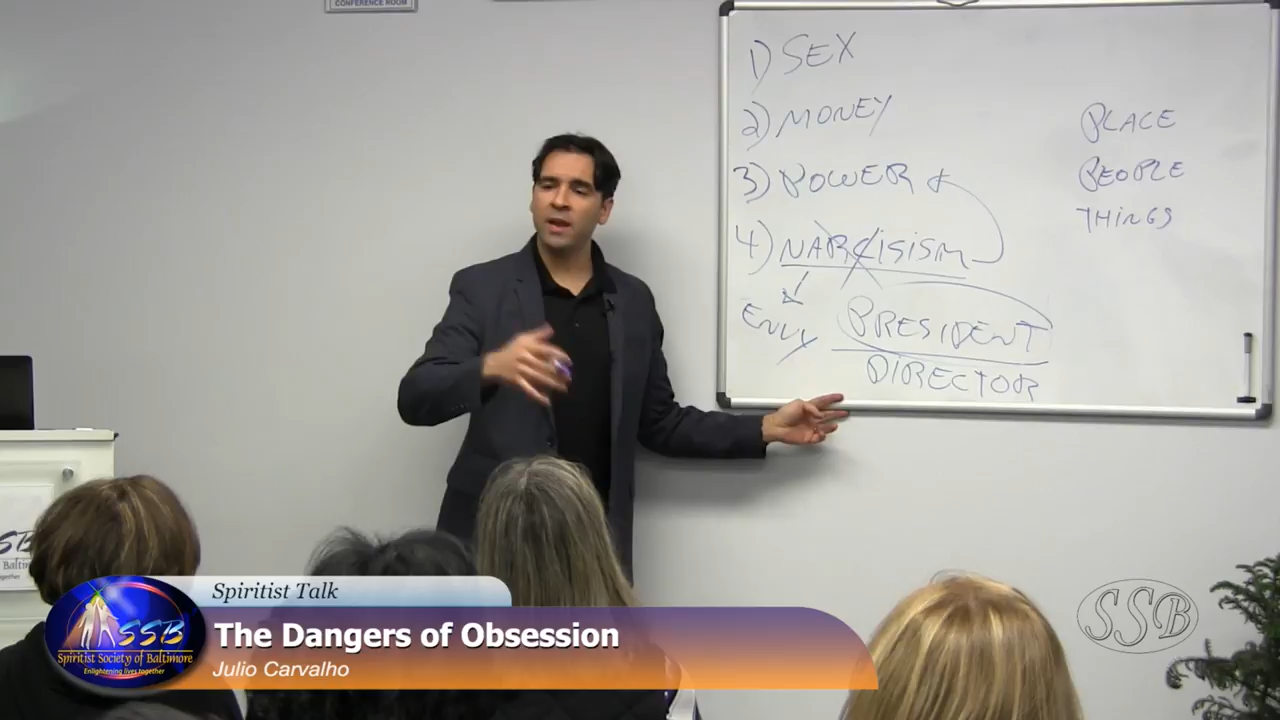 CONFERENCE ROOM
1) SEX
2) MONEY
3) POWER
4) NARCISISM
ENVY
PRESIDENT
DIRECTOR
PLACE
PEOPLE
THINGS
SSB
Spiritist Talk
The Dangers of Obsession
Julio Carvalho
SSB
Spiritist Society of Baltimore
Enlightening lives together
SSB